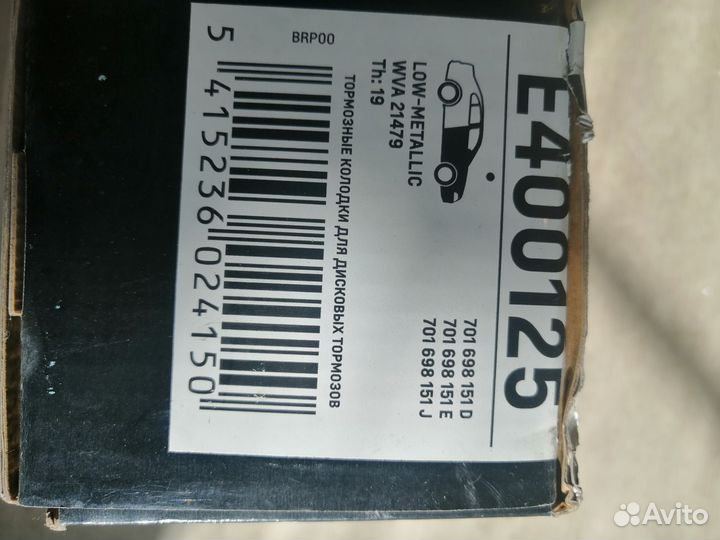 E400125
701 698 151 D
701 698 151 E
701 698 151 J
LOW-METALLIC
WVA 21479
Th: 19
ТОРМОЗНЫЕ КОЛОДКИ ДЛЯ ДИСКОВЫХ ТОРМОЗОВ
BRP00
5 415236 024150
Avito